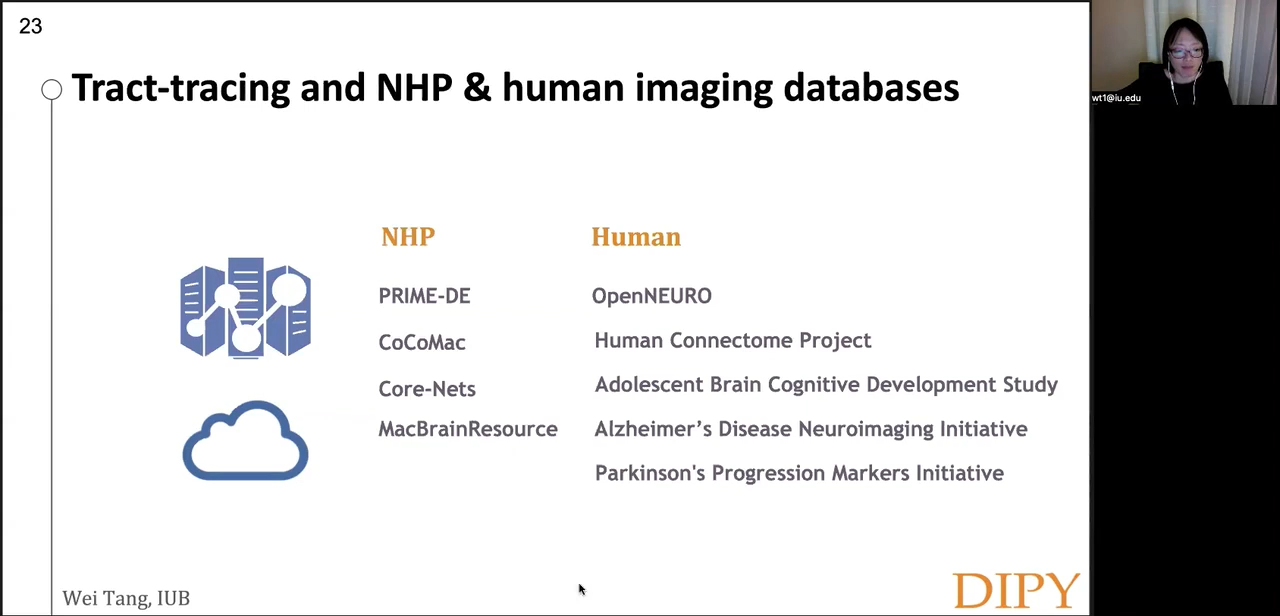 23
Tract-tracing and NHP & human imaging databases
wt1@iu.edu
NHP
PRIME-DE
CoCoMac
Core-Nets
MacBrainResource
Human
OpenNEURO
Human Connectome Project
Adolescent Brain Cognitive Development Study
Alzheimer’s Disease Neuroimaging Initiative
Parkinson's Progression Markers Initiative
Wei Tang, IUB
DIPY